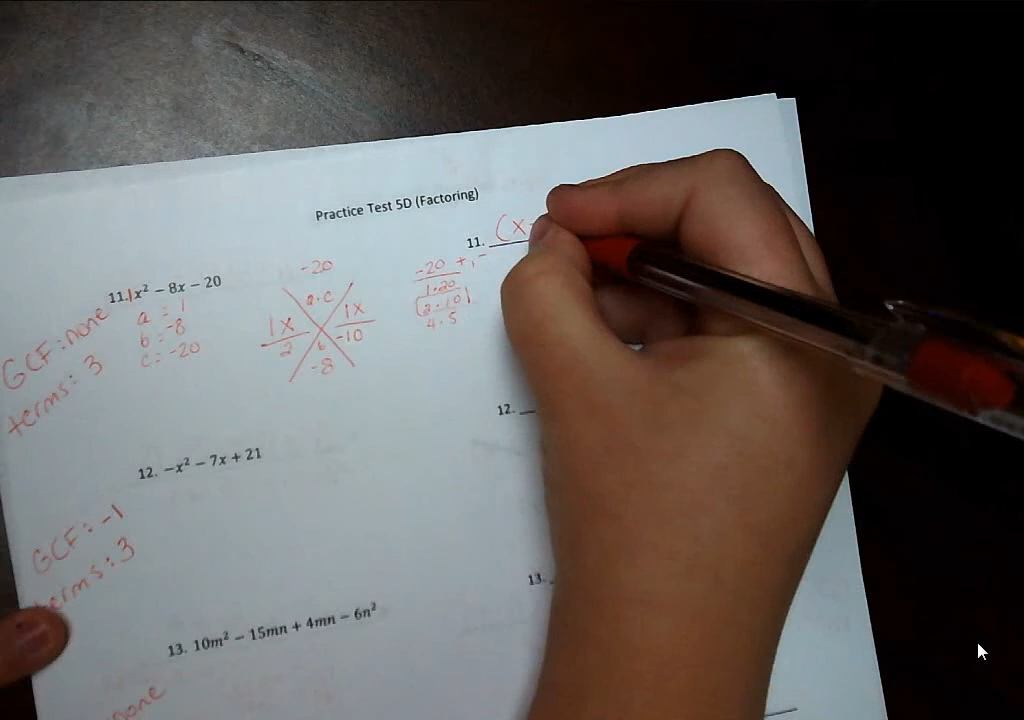 Practice Test 5D (Factoring)
11. (x-
11. 1x² – 8x – 20
GCF: none
terms: 3
a = 1
b = -8
c = -20
-20
a·c
1x 1x
2 -10
b
-8
-20 +,-
1·20
2·10
4·5
12.
12. –x² – 7x + 21
GCF: -1
terms: 3
13.
13. 10m² – 15mn + 4mn – 6n²
none